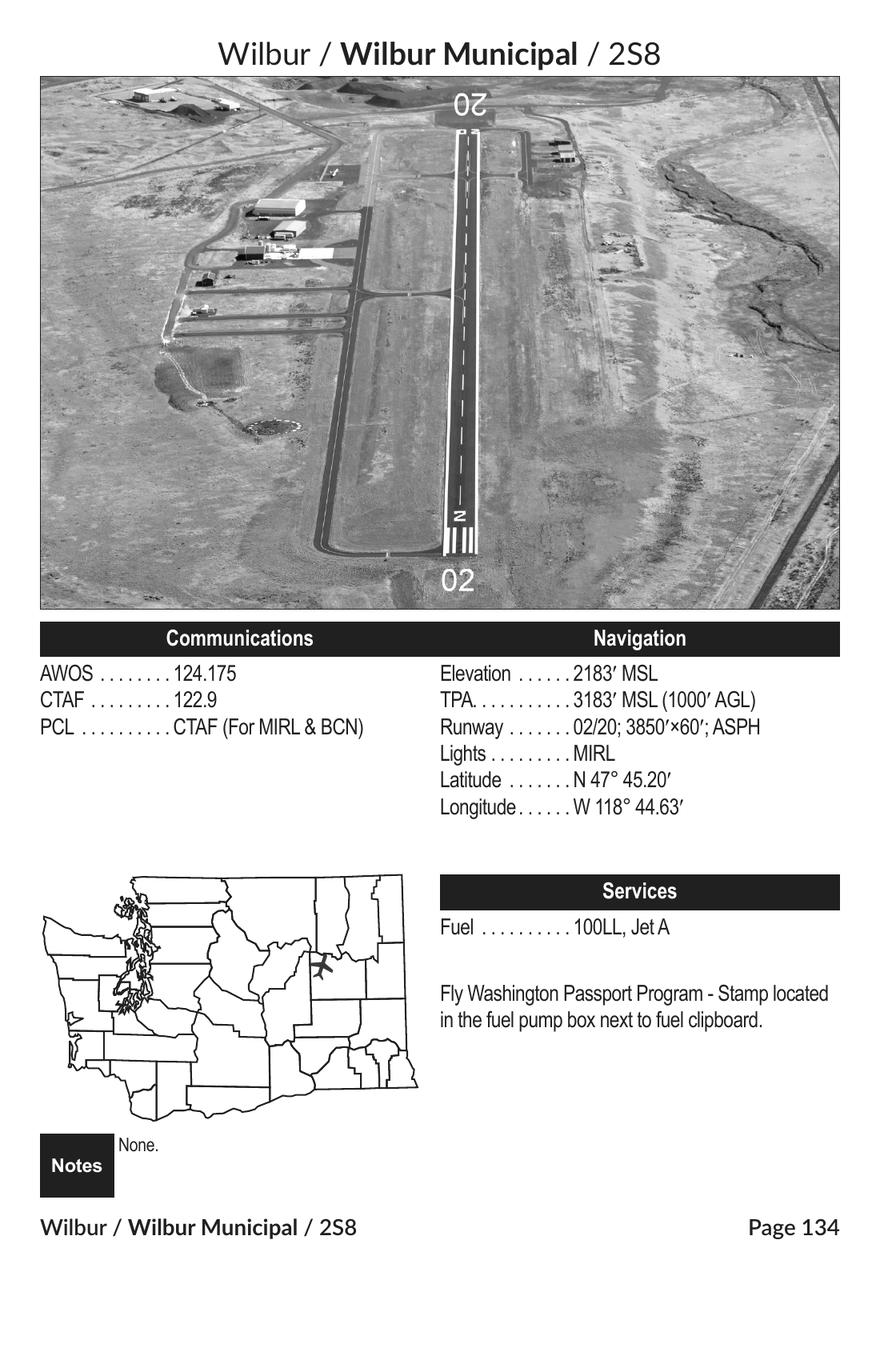 Wilbur / Wilbur Municipal / 2S8
20
N
02
Communications
AWOS . . . . . . . . 124.175
CTAF . . . . . . . . . 122.9
PCL . . . . . . . . . . CTAF (For MIRL & BCN)
Navigation
Elevation . . . . . . 2183′ MSL
TPA. . . . . . . . . . . 3183′ MSL (1000′ AGL)
Runway . . . . . . . 02/20; 3850′×60′; ASPH
Lights . . . . . . . . . MIRL
Latitude . . . . . . . N 47° 45.20′
Longitude . . . . . . W 118° 44.63′
Services
Fuel . . . . . . . . . . 100LL, Jet A
Fly Washington Passport Program - Stamp located
in the fuel pump box next to fuel clipboard.
Notes
None.
Wilbur / Wilbur Municipal / 2S8
Page 134